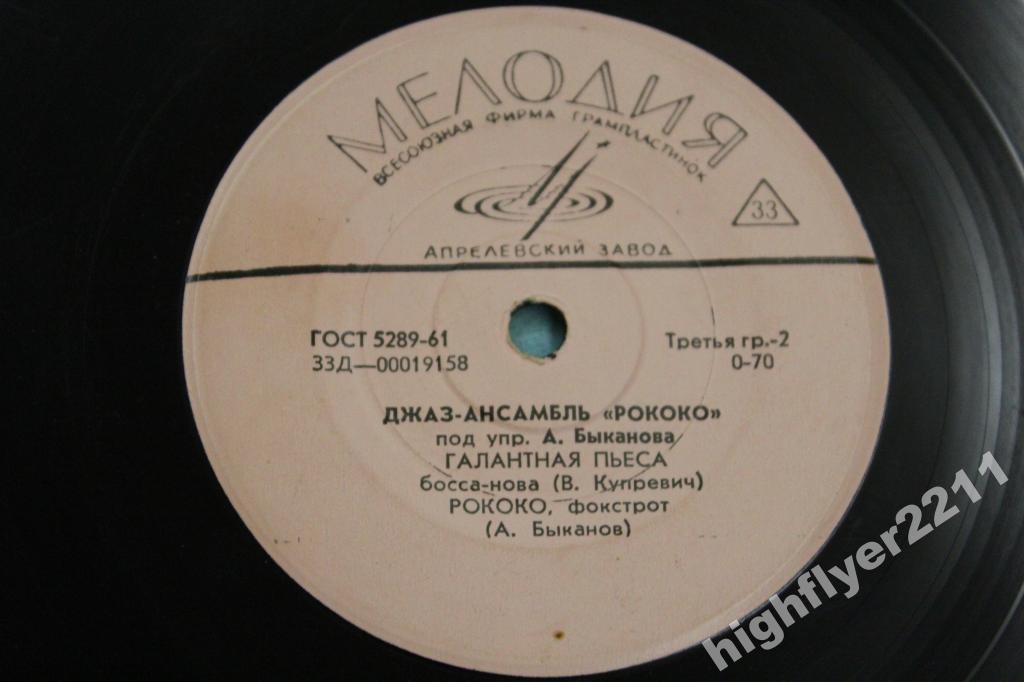 МЕЛОДИЯ
ВСЕСОЮЗНАЯ ФИРМА ГРАМПЛАСТИНОК
33
АПРЕЛЕВСКИЙ ЗАВОД
ГОСТ 5289-61 Третья гр.-2
33Д—00019158 0-70
ДЖАЗ-АНСАМБЛЬ «РОКОКО»
под упр. А. Быканова
ГАЛАНТНАЯ ПЬЕСА
босса-нова (В. Купревич)
РОКОКО, фокстрот
(А. Быканов)
highflyer2211